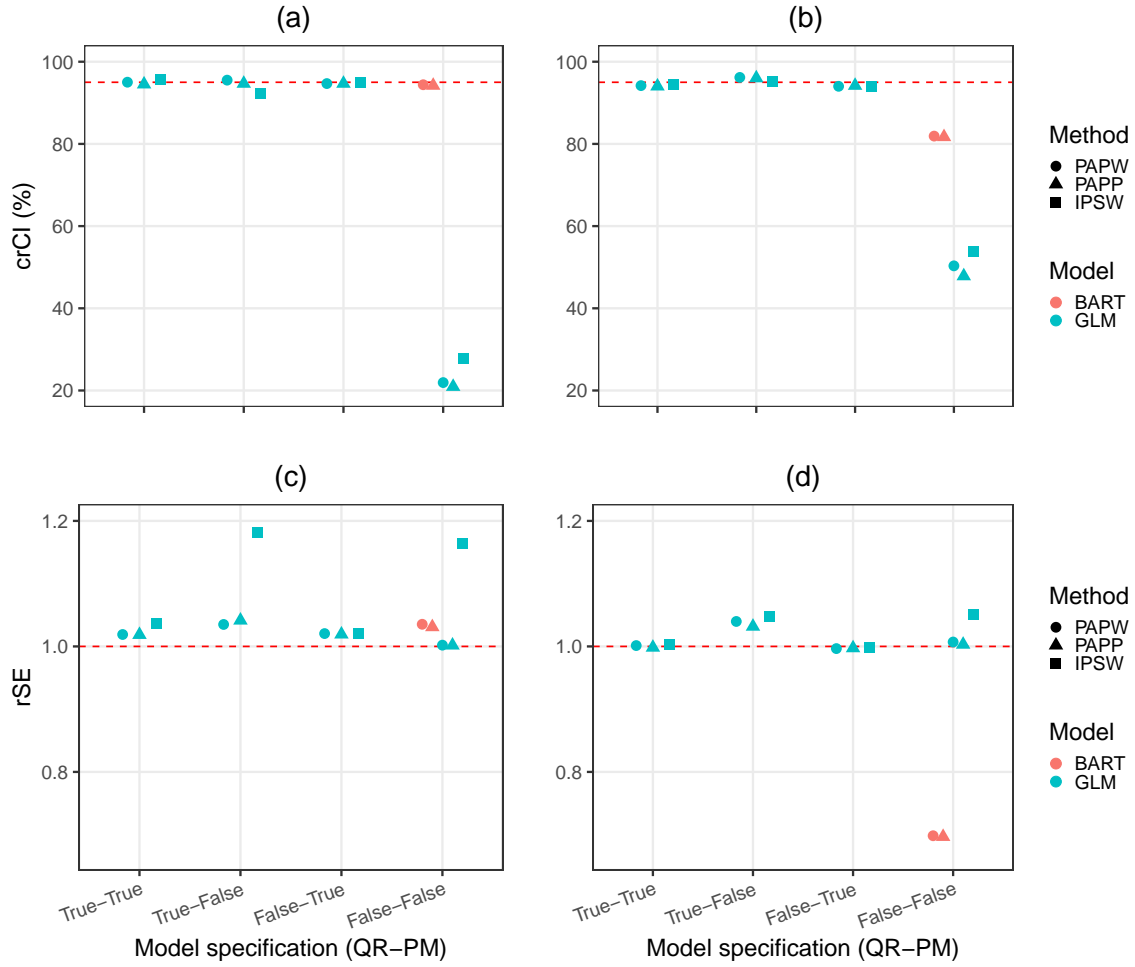 (a)
(b)
crCI (%)
100
80
60
40
20
100
80
60
40
20
Method
PAPW
PAPP
IPSW
Model
BART
GLM
(c)
(d)
rSE
1.2
1.0
0.8
1.2
1.0
0.8
True−True
True−False
False−True
False−False
True−True
True−False
False−True
False−False
Model specification (QR−PM)
Model specification (QR−PM)
Method
PAPW
PAPP
IPSW
Model
BART
GLM